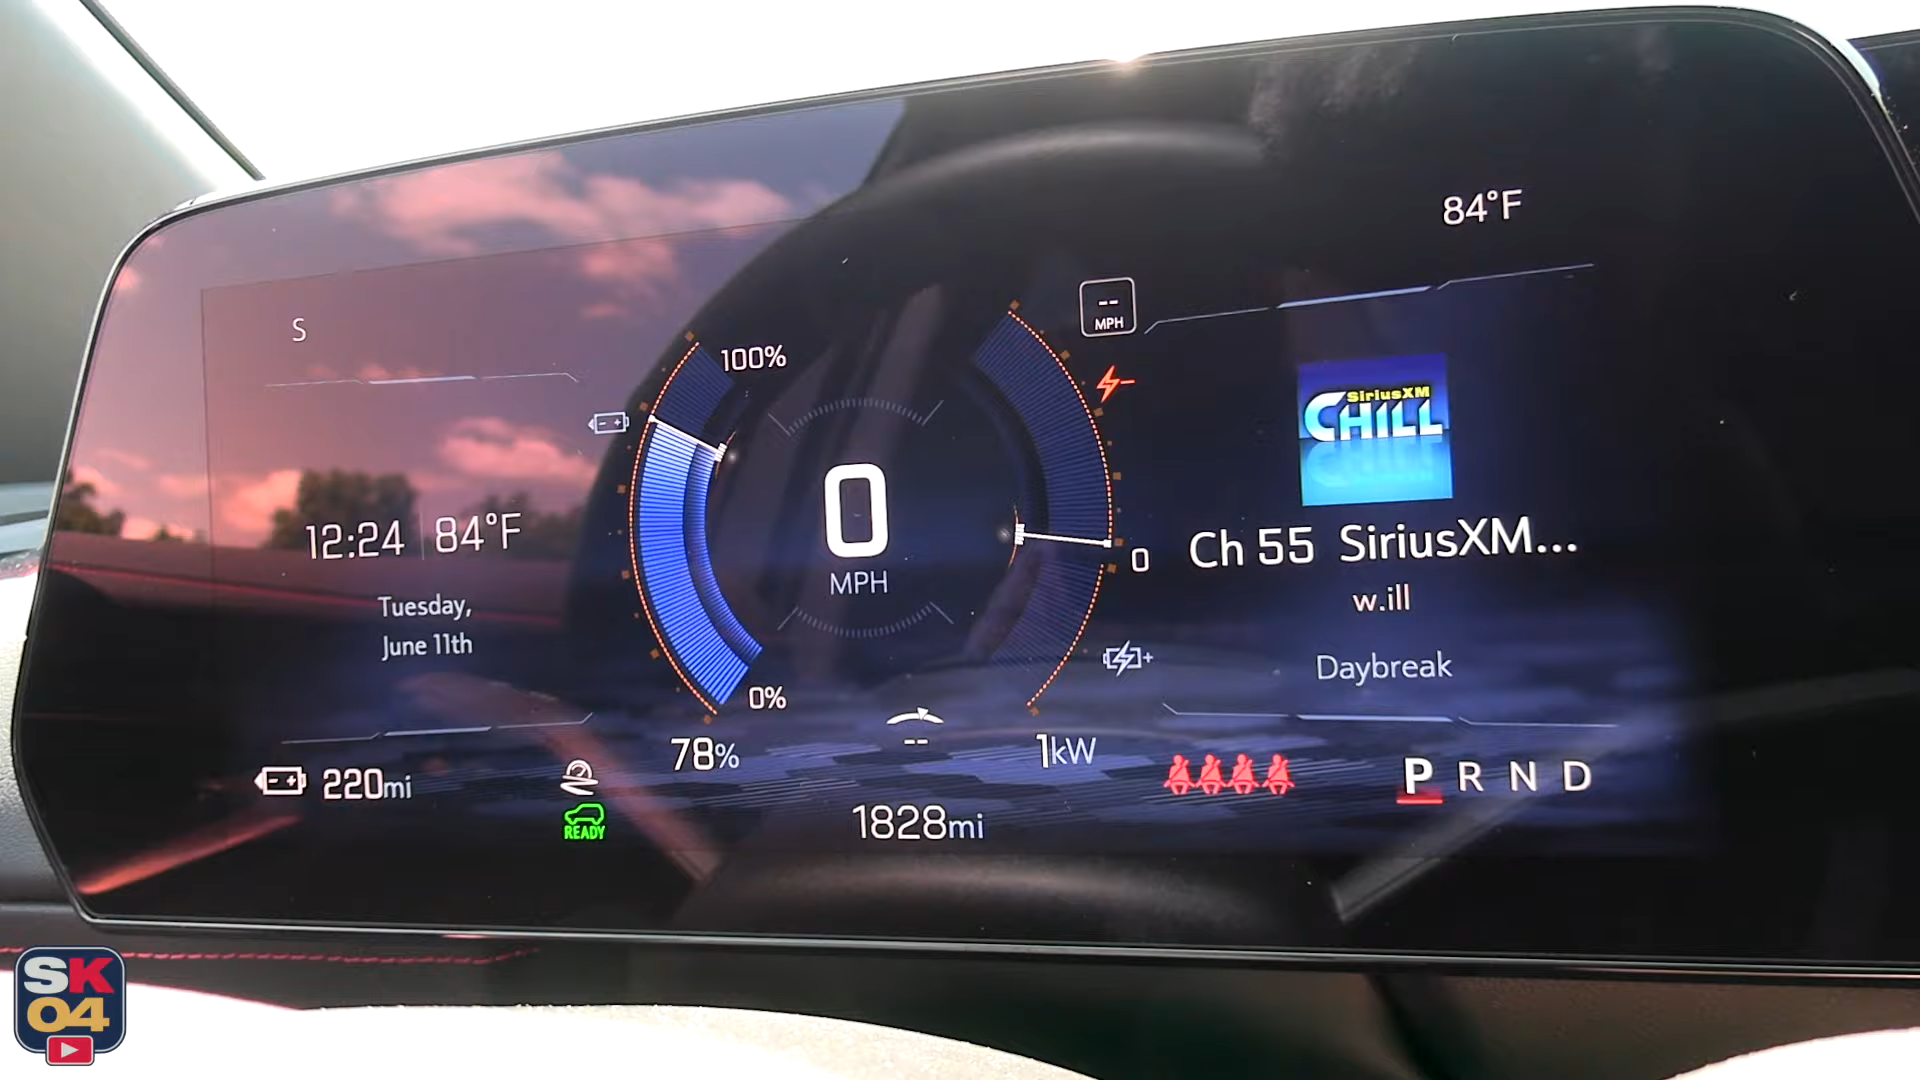 84°F
S
-- MPH
100%
SiriusXM
CHILL
12:24 84°F
0
MPH
0
Ch 55 SiriusXM...
w.ill
Tuesday,
June 11th
Daybreak
0%
78%
--
1kW
220mi
READY
1828mi
P R N D
SK
04